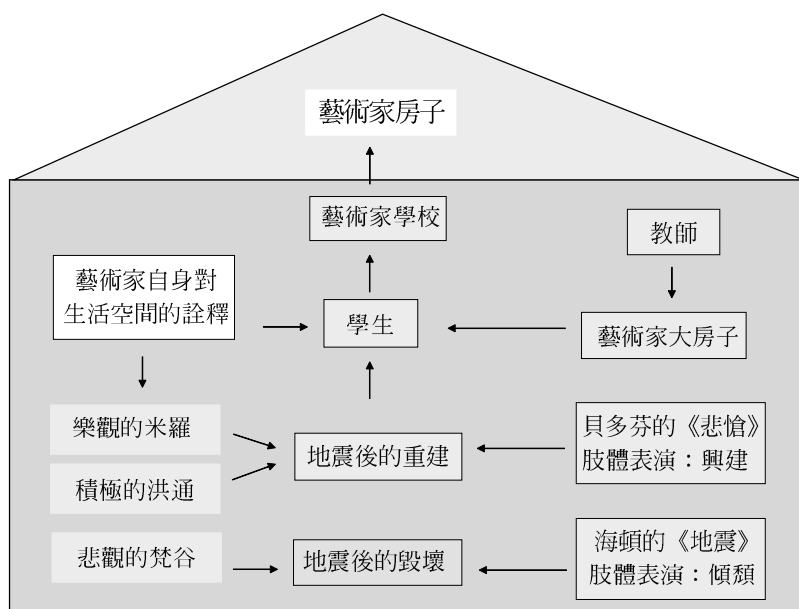 藝術家房子
藝術家學校
教師
藝術家自身對
生活空間的詮釋
學生
藝術家大房子
樂觀的米羅
積極的洪通
地震後的重建
貝多芬的《悲愴》
肢體表演：興建
悲觀的梵谷
地震後的毀壞
海頓的《地震》
肢體表演：傾頹